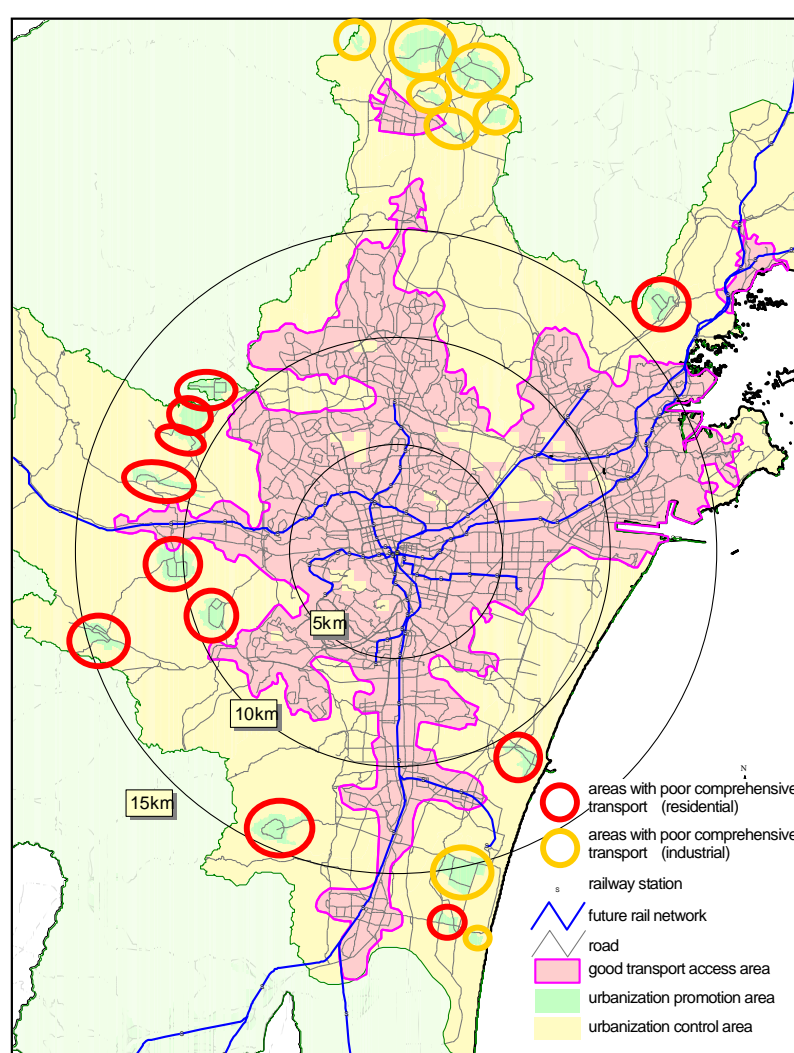 5km
10km
15km
N
areas with poor comprehensive
transport (residential)
areas with poor comprehensive
transport (industrial)
s railway station
future rail network
road
good transport access area
urbanization promotion area
urbanization control area